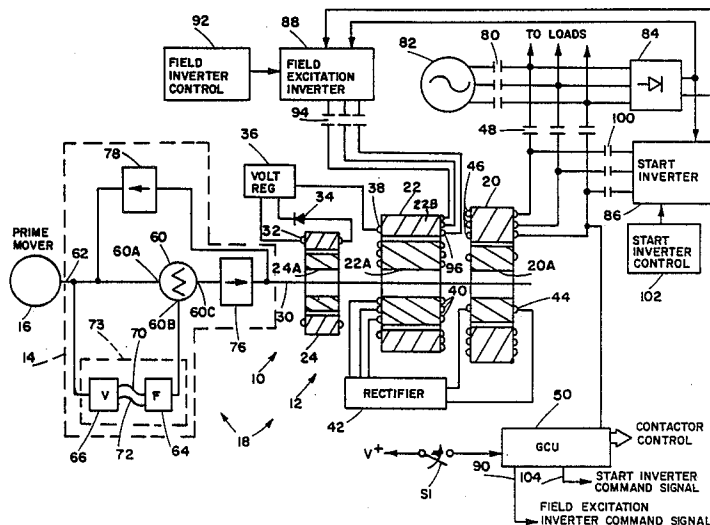 92
88
80
TO LOADS
84
82
FIELD
INVERTER
CONTROL
FIELD
EXCITATION
INVERTER
94
48
100
78
36
VOLT
REG
34
38
22
22B
46
20
START
INVERTER
86
PRIME
MOVER
62
60
60A
32
24A
22A
96
20A
START
INVERTER
CONTROL
102
16
60B
60C
76
30
24
40
44
14
73
70
10
12
RECTIFIER
42
50
V
F
66
72
64
18
V+
S1
GCU
CONTACTOR
CONTROL
90
104
START INVERTER
COMMAND SIGNAL
FIELD EXCITATION
INVERTER COMMAND SIGNAL